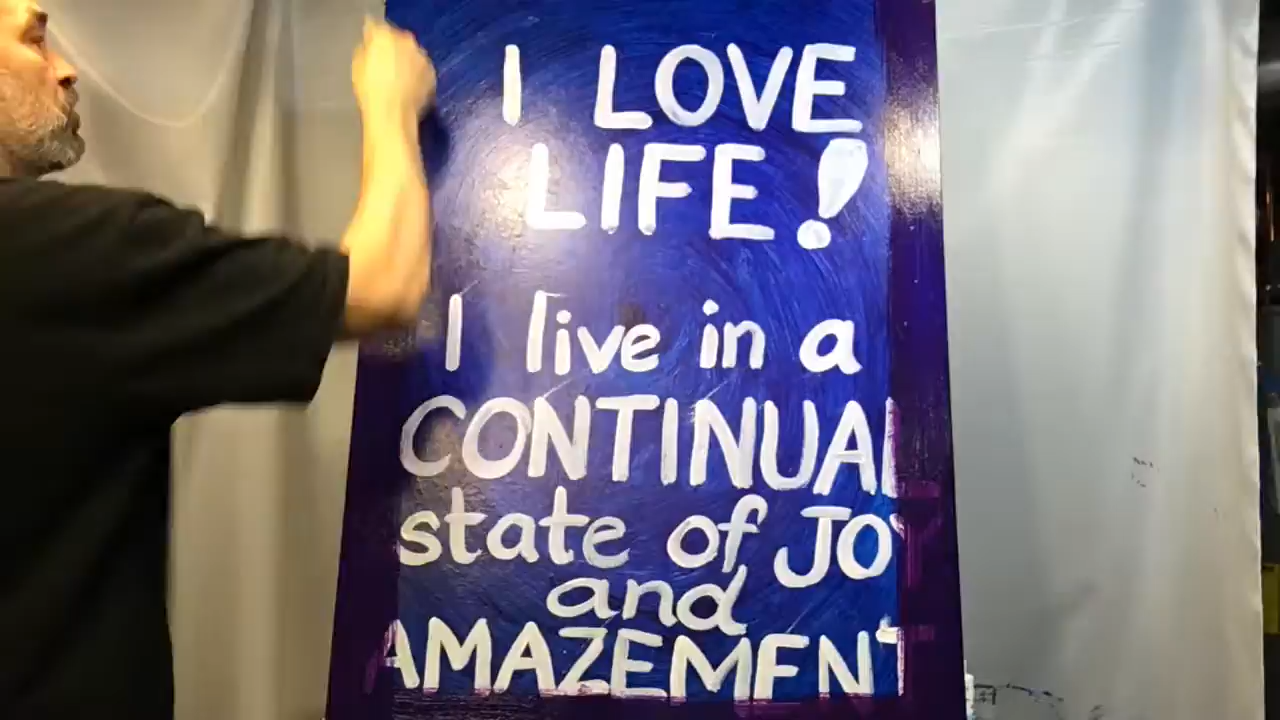 I LOVE
LIFE!
I live in a
CONTINUAL
state of JOY
and
AMAZEMENT